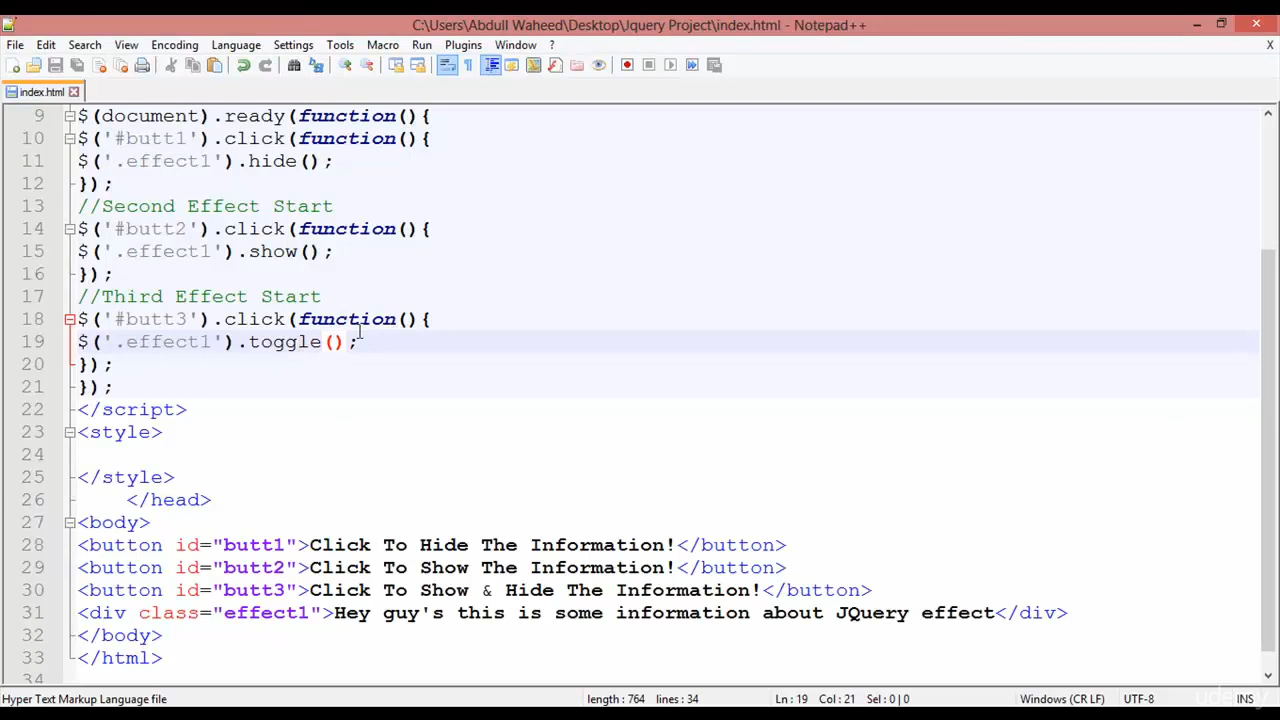 C:\Users\Abdull Waheed\Desktop\Jquery Project\index.html - Notepad++
File Edit Search View Encoding Language Settings Tools Macro Run Plugins Window ? X
index.html
9 $(document).ready(function(){
10 $('#butt1').click(function(){
11 $('.effect1').hide();
12 });
13 //Second Effect Start
14 $('#butt2').click(function(){
15 $('.effect1').show();
16 });
17 //Third Effect Start
18 $('#butt3').click(function(){
19 $('.effect1').toggle();
20 });
21 });
22 </script>
23 <style>
24
25 </style>
26 </head>
27 <body>
28 <button id="butt1">Click To Hide The Information!</button>
29 <button id="butt2">Click To Show The Information!</button>
30 <button id="butt3">Click To Show & Hide The Information!</button>
31 <div class="effect1">Hey guy's this is some information about JQuery effect</div>
32 </body>
33 </html>
34
Hyper Text Markup Language file length : 764 lines : 34 Ln : 19 Col : 21 Sel : 0 | 0 Windows (CR LF) UTF-8 INS
udemy